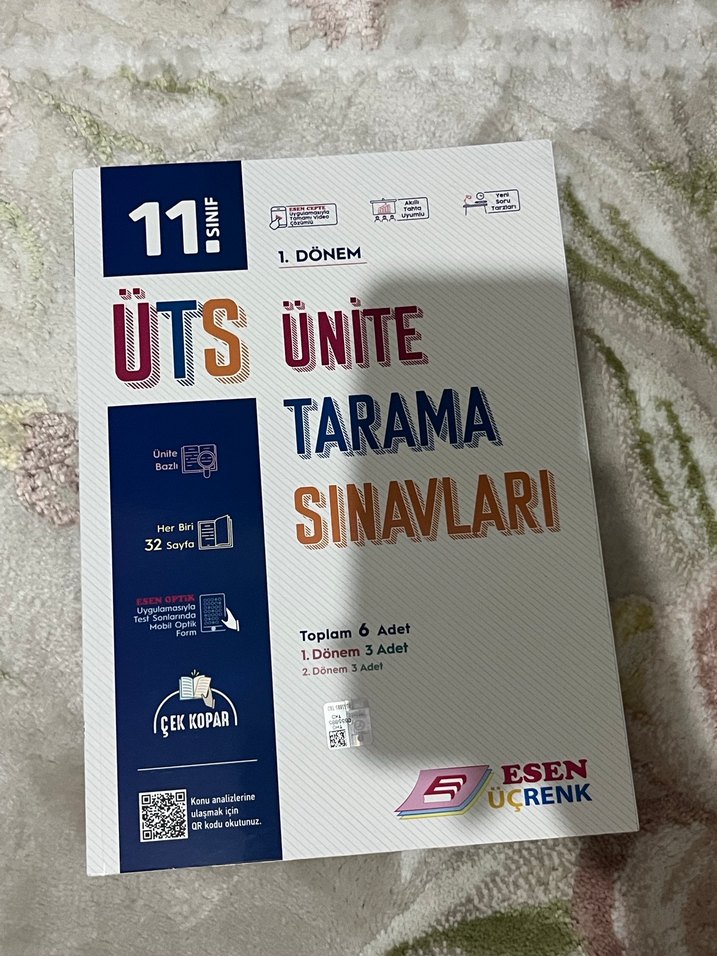 11.
SINIF
ESEN CEPTE
Uygulamasıyla
Tamamı Video
Çözümlü
Akıllı
Tahta
Uyumlu
Yeni
Soru
Tarzları
1. DÖNEM
ÜTS
ÜNİTE
TARAMA
SINAVLARI
Ünite
Bazlı
Her Biri
32 Sayfa
ESEN OPTİK
Uygulamasıyla
Test Sonlarında
Mobil Optik
Form
ÇEK KOPAR
Konu analizlerine
ulaşmak için
QR kodu okutunuz.
Toplam 6 Adet
1. Dönem 3 Adet
2. Dönem 3 Adet
ESEN
ÜÇRENK